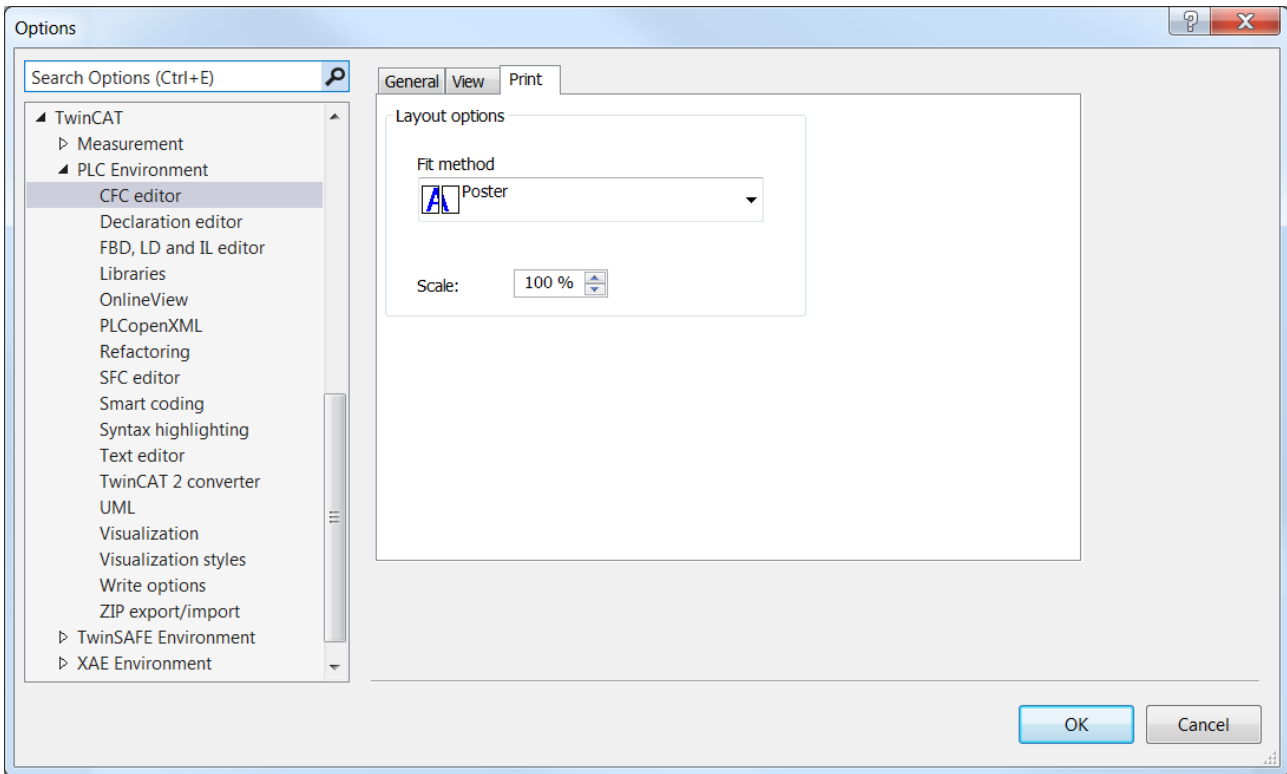 Options
Search Options (Ctrl+E)
TwinCAT
Measurement
PLC Environment
CFC editor
Declaration editor
FBD, LD and IL editor
Libraries
OnlineView
PLCopenXML
Refactoring
SFC editor
Smart coding
Syntax highlighting
Text editor
TwinCAT 2 converter
UML
Visualization
Visualization styles
Write options
ZIP export/import
TwinSAFE Environment
XAE Environment
General View Print
Layout options
Fit method
A Poster
Scale: 100 %
OK Cancel